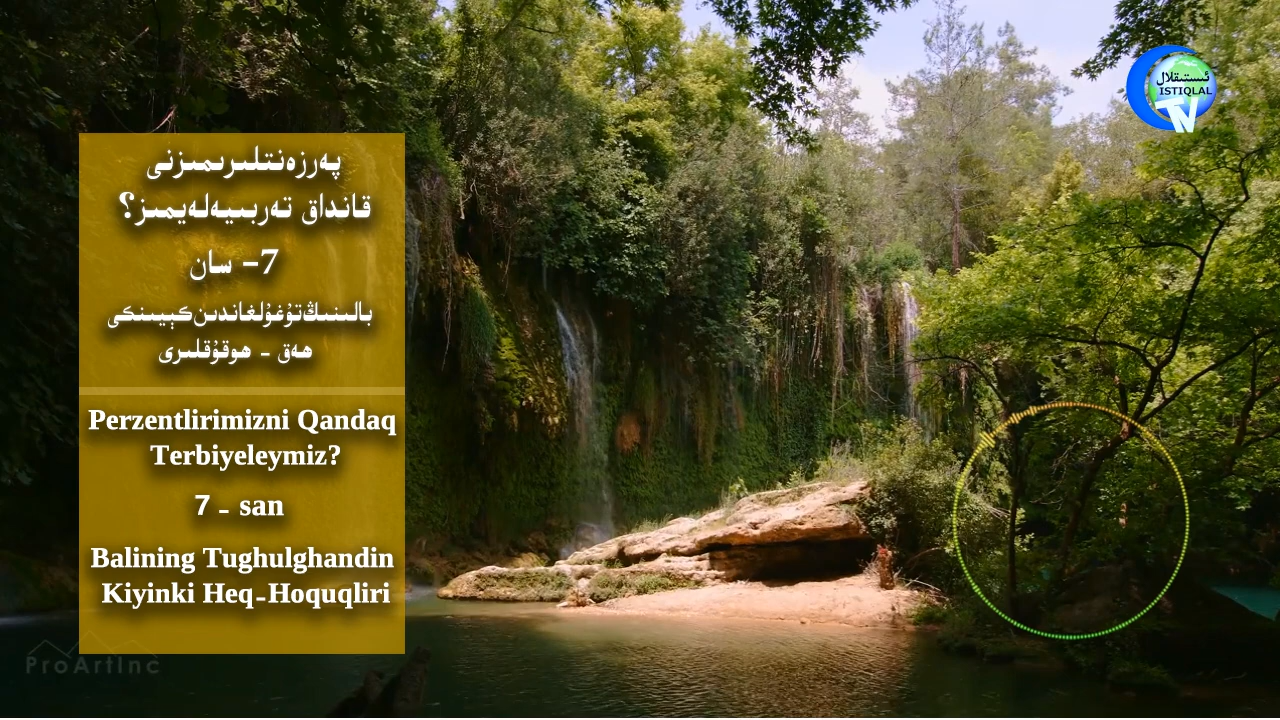 پەرزەنتلىرىمىزنى
قانداق تەربىيەلەيمىز؟
7- سان
بالىنىڭ تۇغۇلغاندىن كېيىنكى
ھەق - ھوقۇقلىرى
Perzentlirimizni Qandaq
Terbiyeleymiz?
7 - san
Balining Tughulghandin
Kiyinki Heq-Hoquqliri
ئىستىقلال
ISTIQLAL
TV
ProArtInc